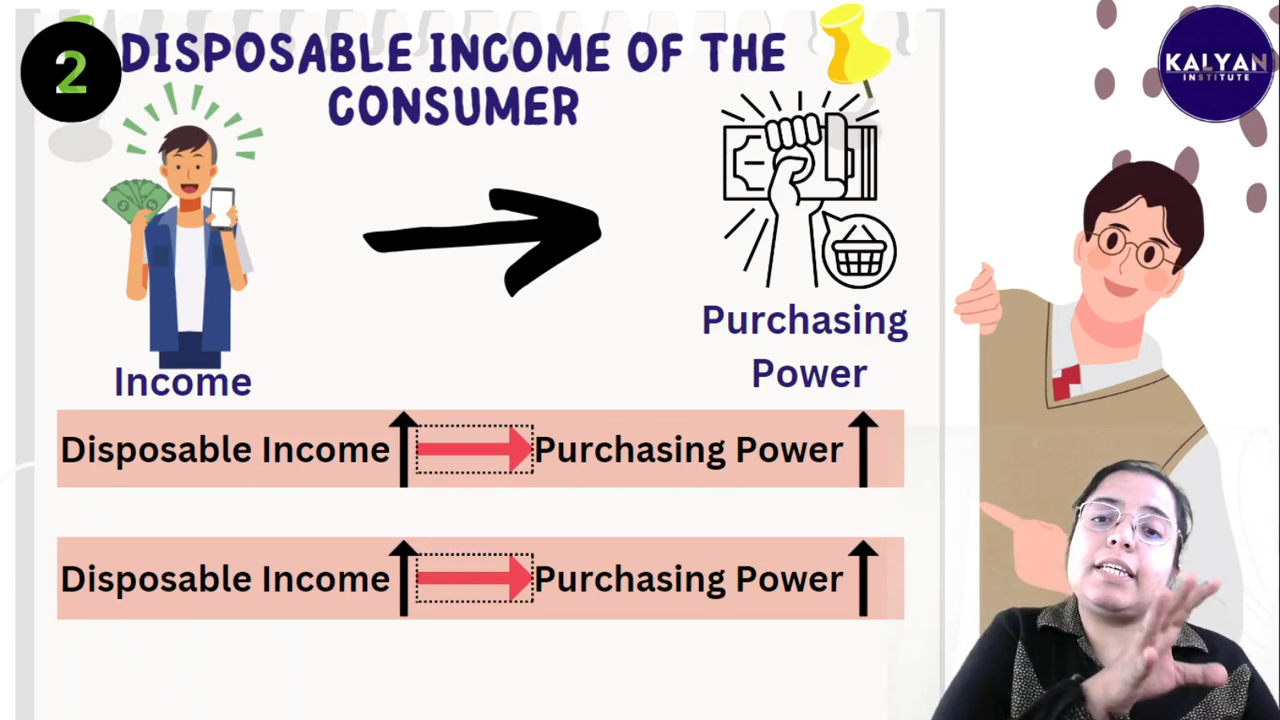 2
DISPOSABLE INCOME OF THE
CONSUMER
KALYAN
INSTITUTE
Income
Purchasing
Power
Disposable Income Purchasing Power
Disposable Income Purchasing Power